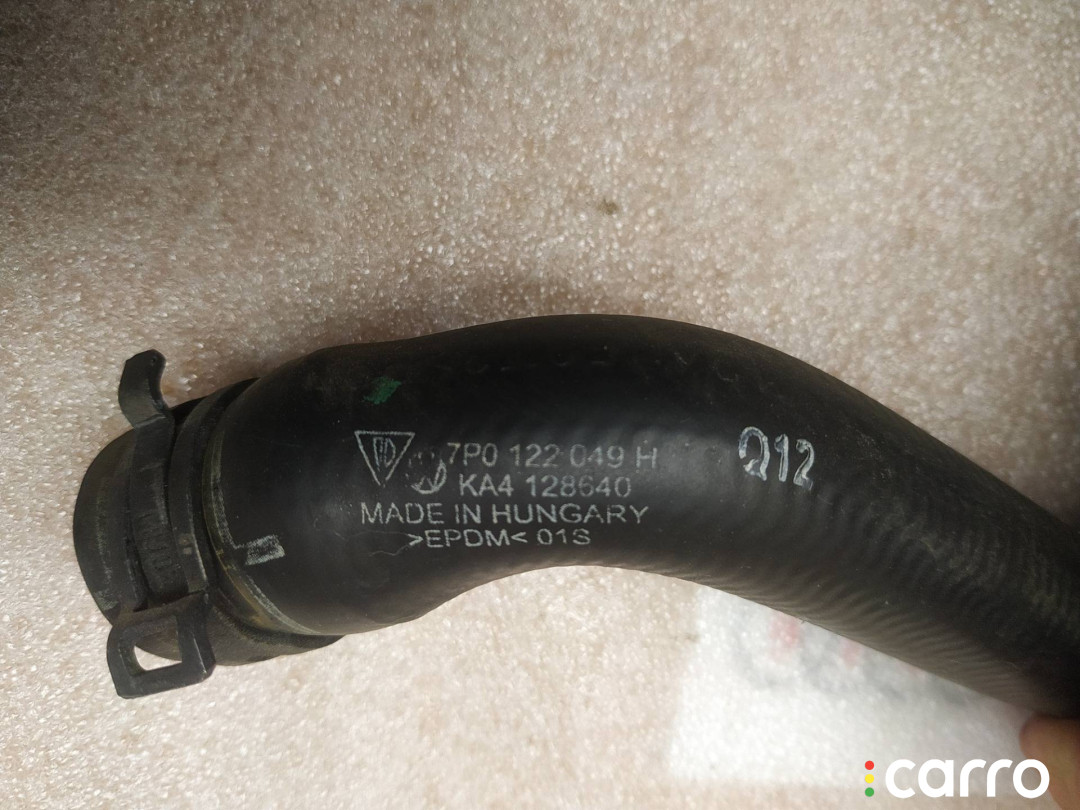 7P0 122 049 H
Q12
KA4 128640
MADE IN HUNGARY
>EPDM< 01S
carro